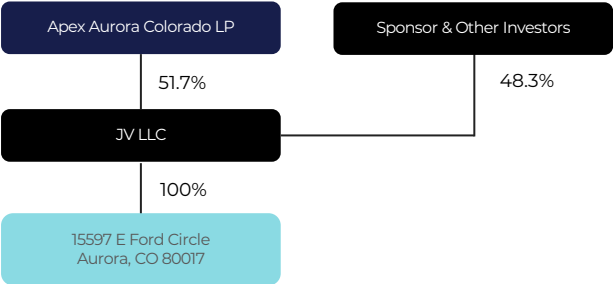 Apex Aurora Colorado LP
Sponsor & Other Investors
51.7%
48.3%
JV LLC
100%
15597 E Ford Circle
Aurora, CO 80017